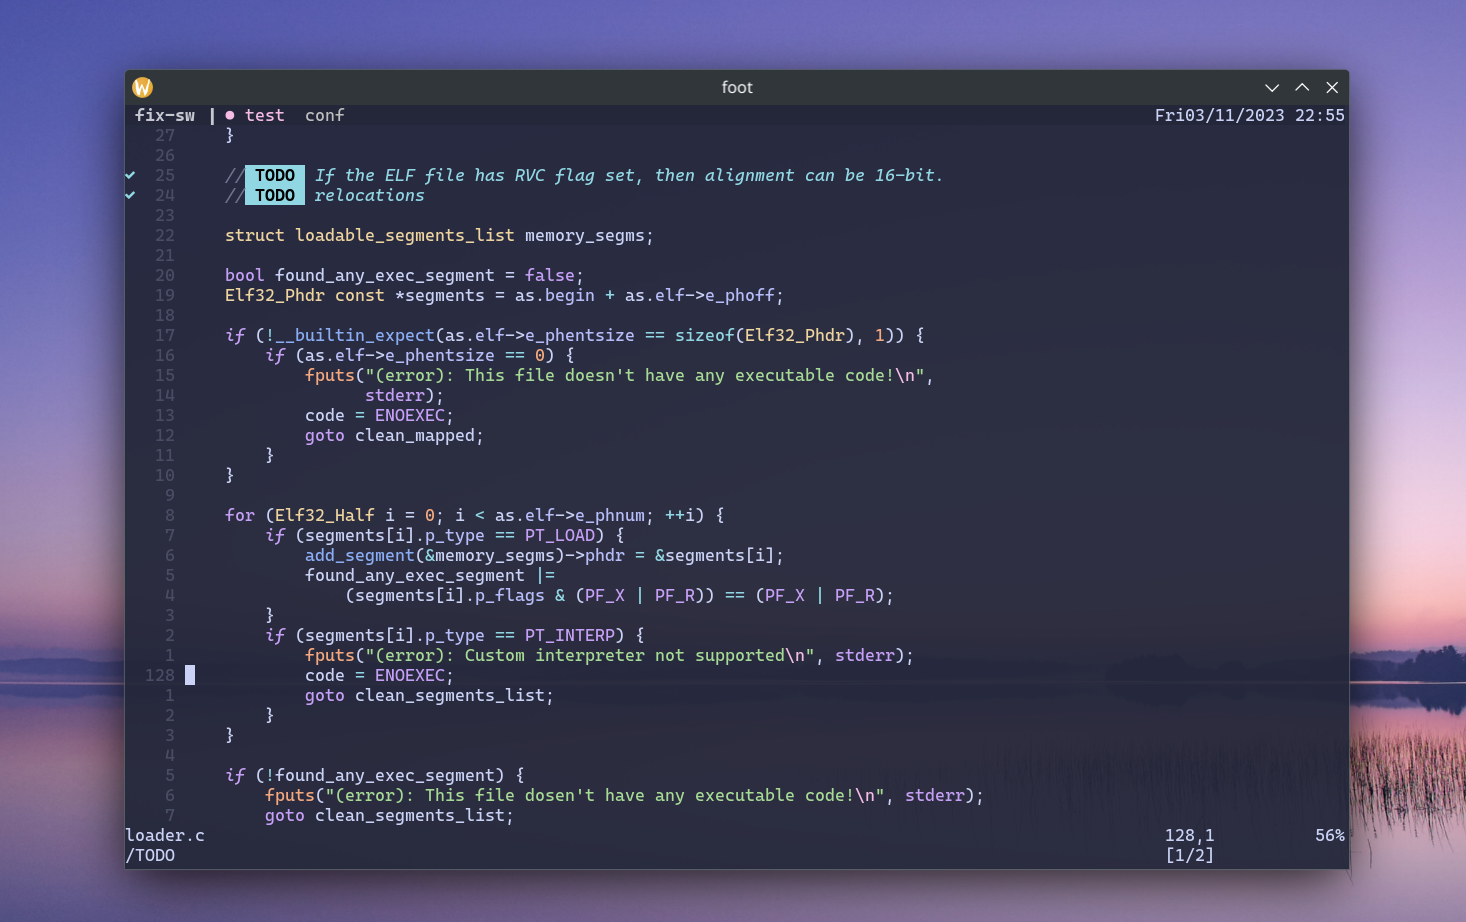 foot
fix-sw | ● test conf Fri03/11/2023 22:55
27 }
26
25 // TODO If the ELF file has RVC flag set, then alignment can be 16-bit.
24 // TODO relocations
23
22 struct loadable_segments_list memory_segms;
21
20 bool found_any_exec_segment = false;
19 Elf32_Phdr const *segments = as.begin + as.elf->e_phoff;
18
17 if (!__builtin_expect(as.elf->e_phentsize == sizeof(Elf32_Phdr), 1)) {
16 if (as.elf->e_phentsize == 0) {
15 fputs("(error): This file doesn't have any executable code!\n",
14 stderr);
13 code = ENOEXEC;
12 goto clean_mapped;
11 }
10 }
9
8 for (Elf32_Half i = 0; i < as.elf->e_phnum; ++i) {
7 if (segments[i].p_type == PT_LOAD) {
6 add_segment(&memory_segms)->phdr = &segments[i];
5 found_any_exec_segment |=
4 (segments[i].p_flags & (PF_X | PF_R)) == (PF_X | PF_R);
3 }
2 if (segments[i].p_type == PT_INTERP) {
1 fputs("(error): Custom interpreter not supported\n", stderr);
128 code = ENOEXEC;
1 goto clean_segments_list;
2 }
3 }
4
5 if (!found_any_exec_segment) {
6 fputs("(error): This file dosen't have any executable code!\n", stderr);
7 goto clean_segments_list;
loader.c 128,1 56%
/TODO [1/2]